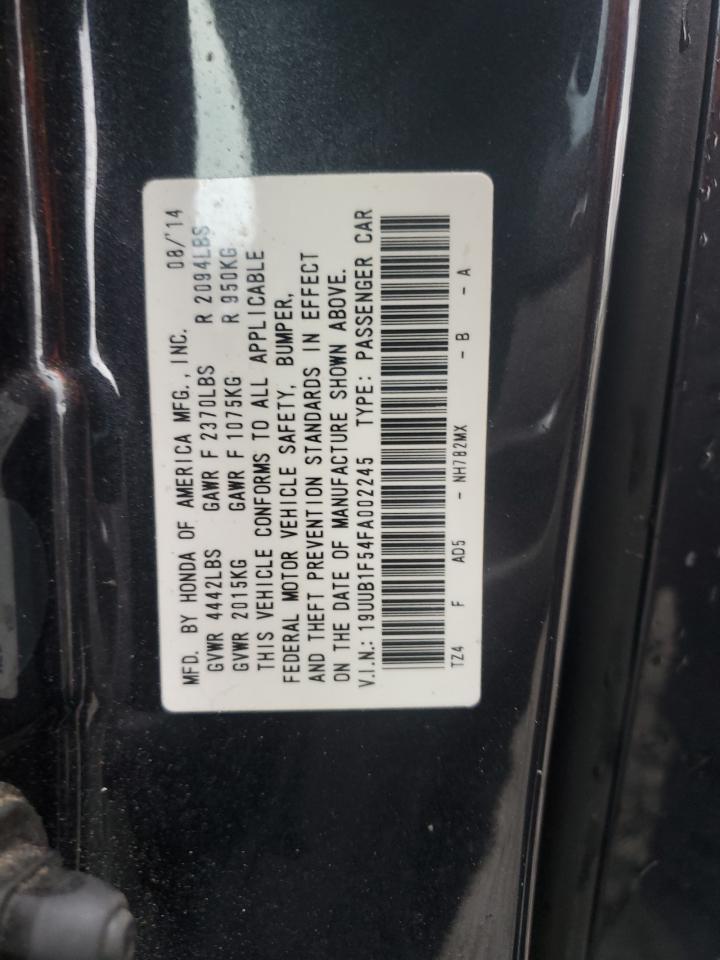 MFD. BY HONDA OF AMERICA MFG., INC. 08/'14
GVWR 4442LBS GAWR F 2370LBS R 2094LBS
GVWR 2015KG GAWR F 1075KG R 950KG
THIS VEHICLE CONFORMS TO ALL APPLICABLE
FEDERAL MOTOR VEHICLE SAFETY, BUMPER,
AND THEFT PREVENTION STANDARDS IN EFFECT
ON THE DATE OF MANUFACTURE SHOWN ABOVE.
V.I.N.: 19UUB1F54FA002245 TYPE: PASSENGER CAR
TZ4 F AD5 - NH782MX - B - A